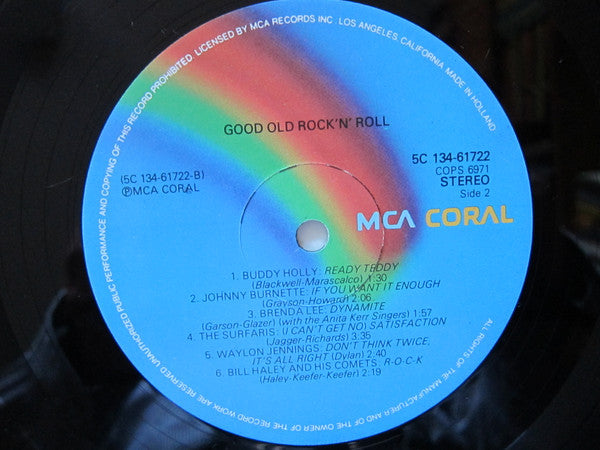 UNAUTHORIZED PUBLIC PERFORMANCE AND COPYING OF THIS RECORD PROHIBITED. LICENSED BY MCA RECORDS INC. LOS ANGELES, CALIFORNIA. MADE IN HOLLAND
GOOD OLD ROCK'N' ROLL
(5C 134-61722-B)
℗MCA CORAL
5C 134-61722
COPS 6971
STEREO
Side 2
MCA CORAL
1. BUDDY HOLLY: READY TEDDY
(Blackwell-Marascalco) 1:30
2. JOHNNY BURNETTE: IF YOU WANT IT ENOUGH
(Grayson-Howard) 2:06
3. BRENDA LEE: DYNAMITE
(Garson-Glazer) (with the Anita Kerr Singers) 1:57
4. THE SURFARIS: (I CAN'T GET NO) SATISFACTION
(Jagger-Richards) 3.35
5. WAYLON JENNINGS: DON'T THINK TWICE,
IT'S ALL RIGHT (Dylan) 2:40
6. BILL HALEY AND HIS COMETS. R-O-C-K
(Haley-Keefer-Keefer) 2:19
ALL RIGHTS OF THE MANUFACTURER AND OF THE OWNER OF THE RECORD WORK ARE RESERVED